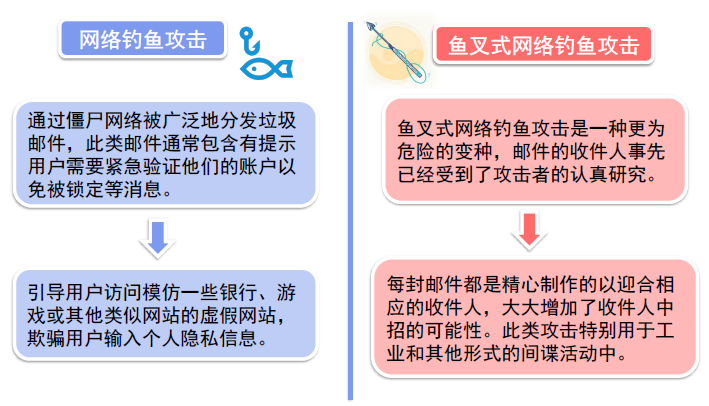 网络钓鱼攻击
通过僵尸网络被广泛地分发垃圾
邮件，此类邮件通常包含有提示
用户需要紧急验证他们的账户以
免被锁定等消息。
引导用户访问模仿一些银行、游
戏或其他类似网站的虚假网站，
欺骗用户输入个人隐私信息。
鱼叉式网络钓鱼攻击
鱼叉式网络钓鱼攻击是一种更为
危险的变种，邮件的收件人事先
已经受到了攻击者的认真研究。
每封邮件都是精心制作的以迎合相
应的收件人，大大增加了收件人中
招的可能性。此类攻击特别用于工
业和其他形式的间谍活动中。